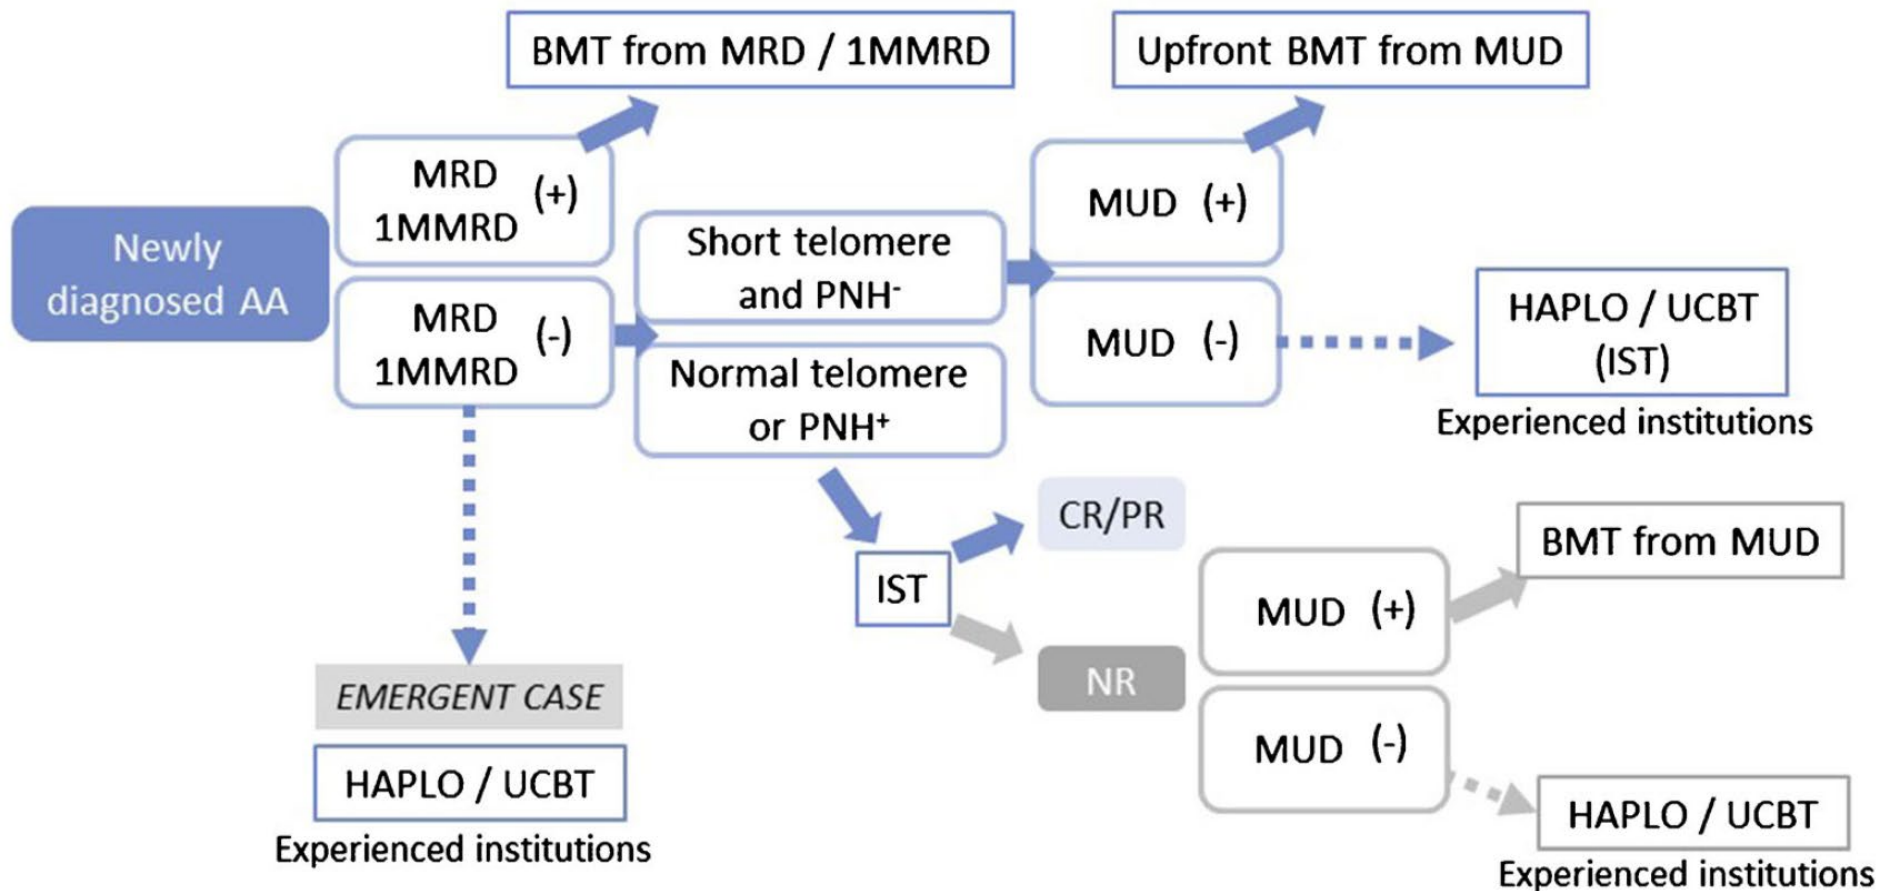 BMT from MRD / 1MMRD
Upfront BMT from MUD
Newly
diagnosed AA
MRD
1MMRD
(+)
MRD
1MMRD
(-)
Short telomere
and PNH⁻
Normal telomere
or PNH⁺
MUD (+)
MUD (-)
HAPLO / UCBT
(IST)
Experienced institutions
IST
CR/PR
NR
MUD (+)
MUD (-)
BMT from MUD
HAPLO / UCBT
Experienced institutions
EMERGENT CASE
HAPLO / UCBT
Experienced institutions